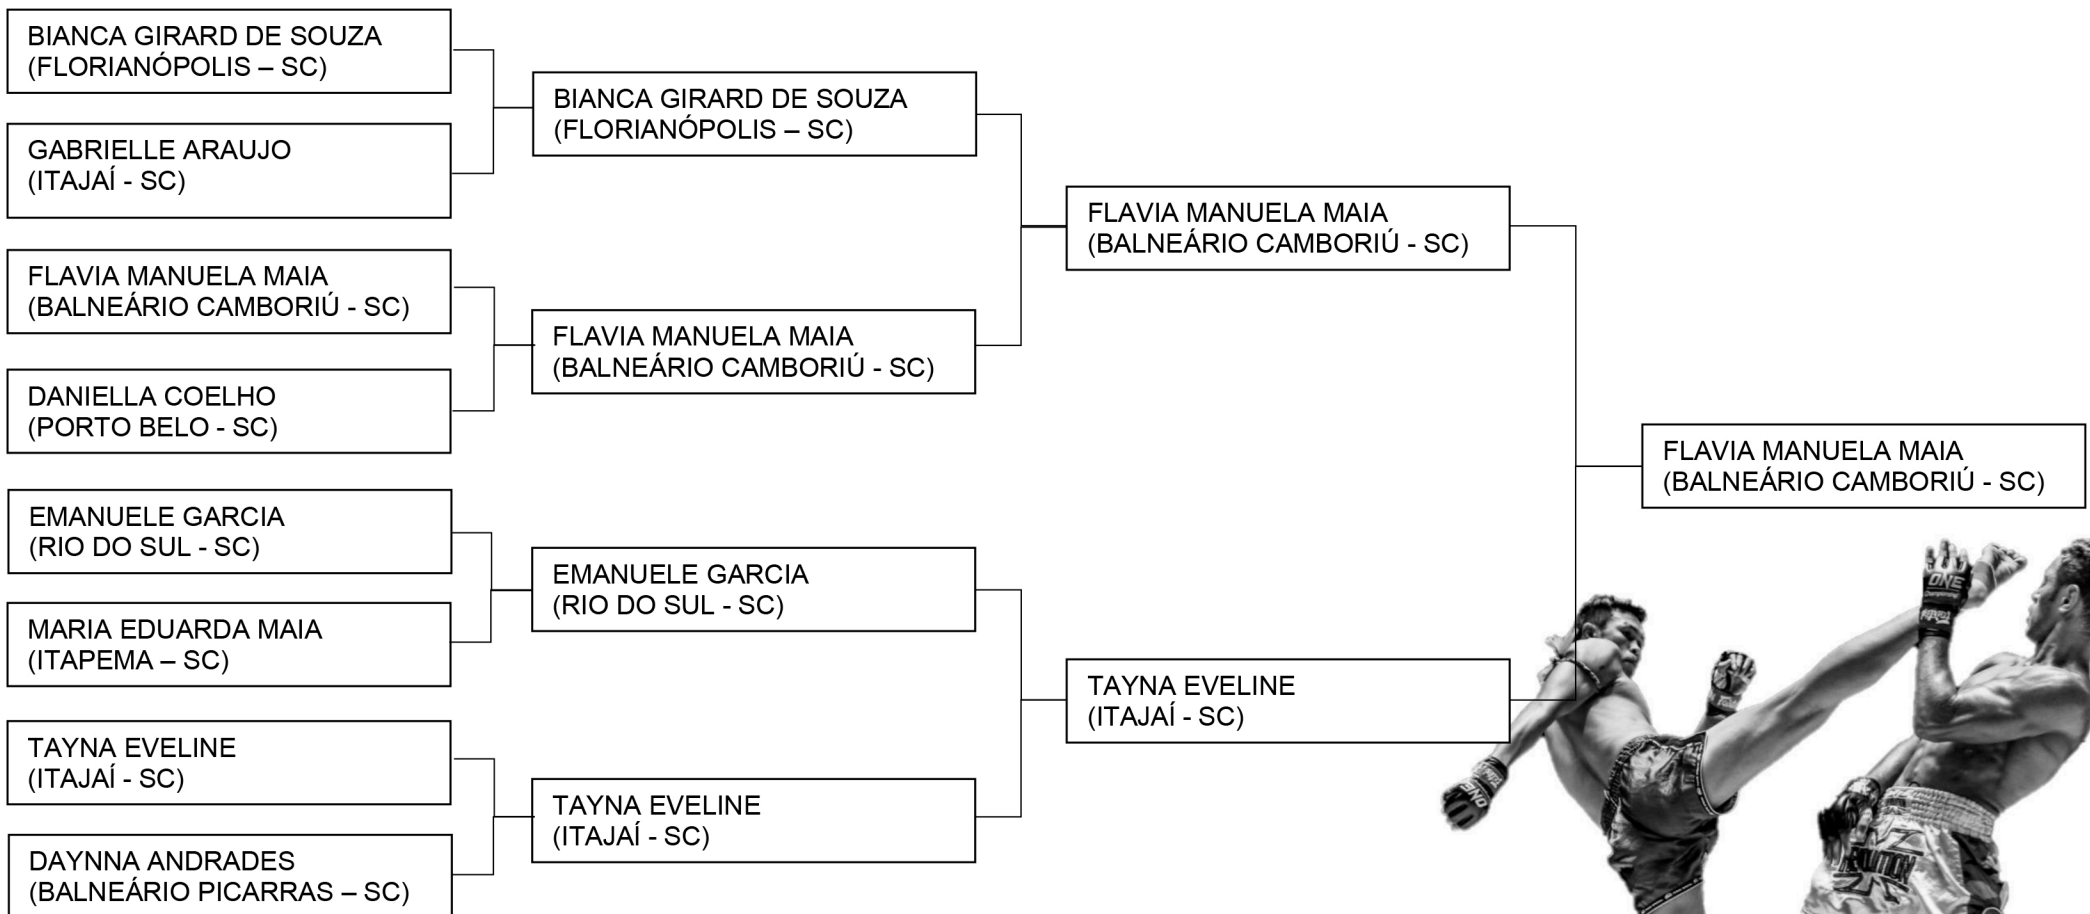 BIANCA GIRARD DE SOUZA
(FLORIANÓPOLIS – SC)
GABRIELLE ARAUJO
(ITAJAÍ - SC)
FLAVIA MANUELA MAIA
(BALNEÁRIO CAMBORIÚ - SC)
DANIELLA COELHO
(PORTO BELO - SC)
EMANUELE GARCIA
(RIO DO SUL - SC)
MARIA EDUARDA MAIA
(ITAPEMA – SC)
TAYNA EVELINE
(ITAJAÍ - SC)
DAYNNA ANDRADES
(BALNEÁRIO PICARRAS – SC)
BIANCA GIRARD DE SOUZA
(FLORIANÓPOLIS – SC)
FLAVIA MANUELA MAIA
(BALNEÁRIO CAMBORIÚ - SC)
EMANUELE GARCIA
(RIO DO SUL - SC)
TAYNA EVELINE
(ITAJAÍ - SC)
FLAVIA MANUELA MAIA
(BALNEÁRIO CAMBORIÚ - SC)
TAYNA EVELINE
(ITAJAÍ - SC)
FLAVIA MANUELA MAIA
(BALNEÁRIO CAMBORIÚ - SC)
ONE
ONE